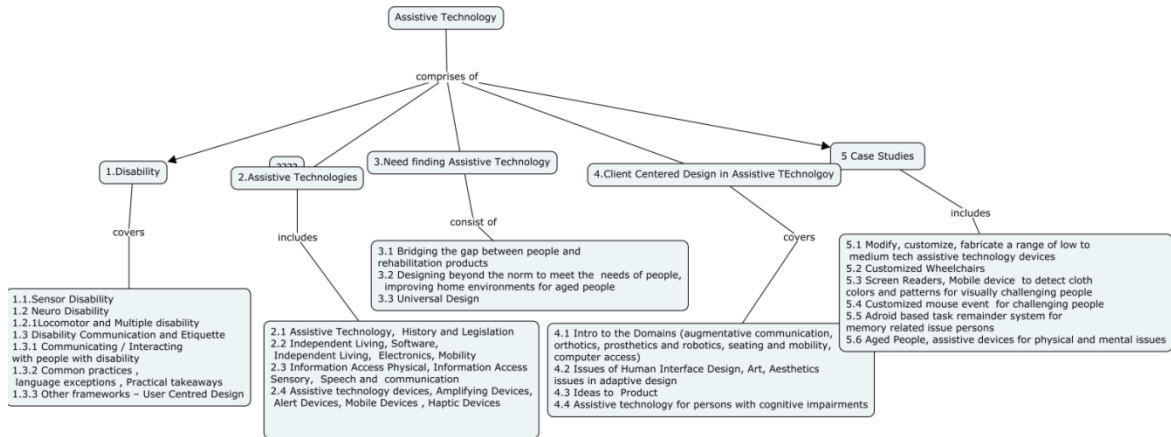 Assistive Technology
comprises of
1.Disability
????
2.Assistive Technologies
3.Need finding Assistive Technology
4.Client Centered Design in Assistive TEchnolgoy
5 Case Studies
covers
includes
consist of
covers
includes
1.1.Sensor Disability
1.2 Neuro Disability
1.2.1Locomotor and Multiple disability
1.3 Disability Communication and Etiquette
1.3.1 Communicating / Interacting
with people with disability
1.3.2 Common practices ,
language exceptions , Practical takeaways
1.3.3 Other frameworks – User Centred Design
2.1 Assistive Technology, History and Legislation
2.2 Independent Living, Software,
Independent Living, Electronics, Mobility
2.3 Information Access Physical, Information Access
Sensory, Speech and communication
2.4 Assistive technology devices, Amplifying Devices,
Alert Devices, Mobile Devices , Haptic Devices
3.1 Bridging the gap between people and
rehabilitation products
3.2 Designing beyond the norm to meet the needs of people,
improving home environments for aged people
3.3 Universal Design
4.1 Intro to the Domains (augmentative communication,
orthotics, prosthetics and robotics, seating and mobility,
computer access)
4.2 Issues of Human Interface Design, Art, Aesthetics
issues in adaptive design
4.3 Ideas to Product
4.4 Assistive technology for persons with cognitive impairments
5.1 Modify, customize, fabricate a range of low to
medium tech assistive technology devices
5.2 Customized Wheelchairs
5.3 Screen Readers, Mobile device to detect cloth
colors and patterns for visually challenging people
5.4 Customized mouse event for challenging people
5.5 Adroid based task remainder system for
memory related issue persons
5.6 Aged People, assistive devices for physical and mental issues